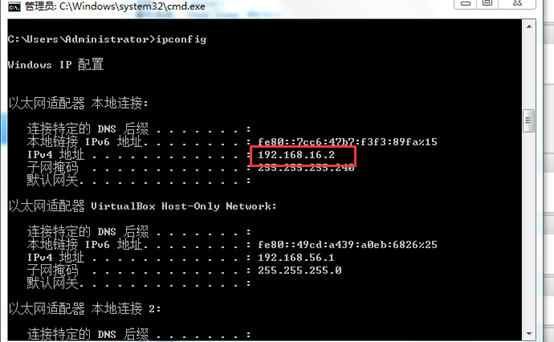 管理员: C:\Windows\system32\cmd.exe
C:\Users\Administrator>ipconfig
Windows IP 配置
以太网适配器 本地连接:
连接特定的 DNS 后缀 . . . . . . . :
本地链接 IPv6 地址. . . . . . . . : fe80::7cc6:47b7:f3f3:89fa%15
IPv4 地址 . . . . . . . . . . . . : 192.168.16.2
子网掩码 . . . . . . . . . . . . : 255.255.255.240
默认网关. . . . . . . . . . . . . :
以太网适配器 VirtualBox Host-Only Network:
连接特定的 DNS 后缀 . . . . . . . :
本地链接 IPv6 地址. . . . . . . . : fe80::49cd:a439:a0eb:6826%25
IPv4 地址 . . . . . . . . . . . . : 192.168.56.1
子网掩码 . . . . . . . . . . . . : 255.255.255.0
默认网关. . . . . . . . . . . . . :
以太网适配器 本地连接 2:
连接特定的 DNS 后缀 . . . . . . . :